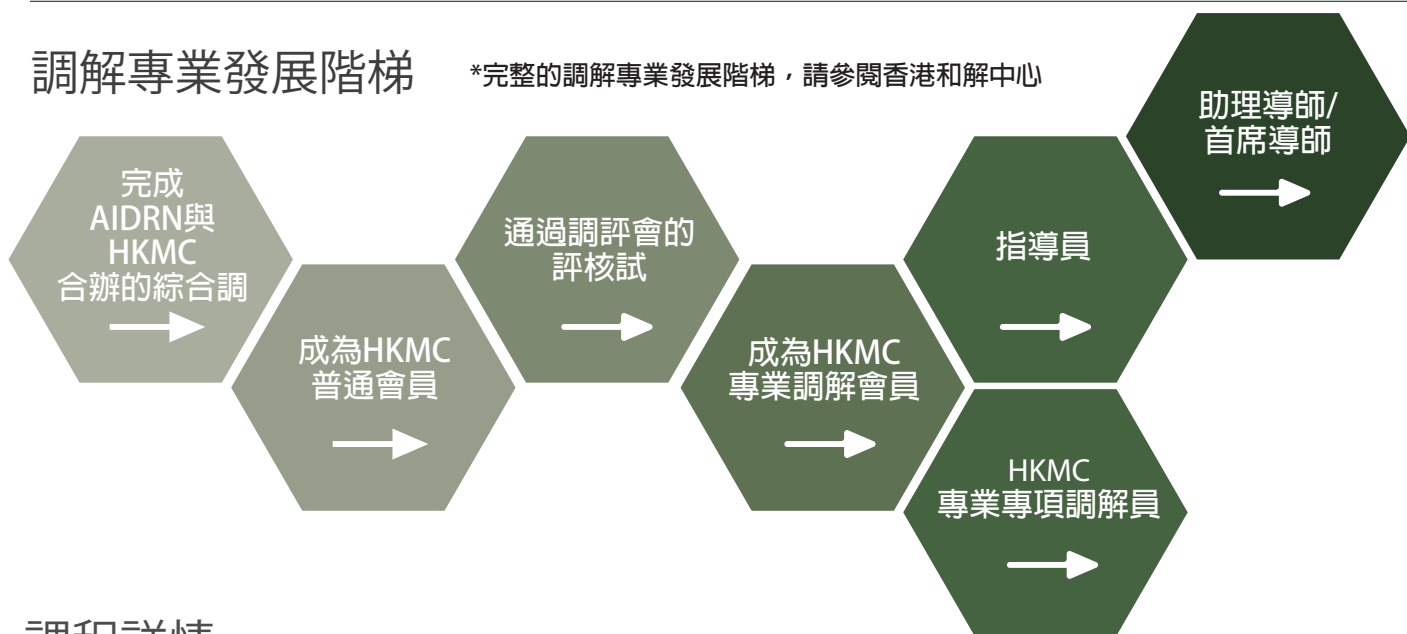 調解專業發展階梯
*完整的調解專業發展階梯，請參閱香港和解中心
完成
AIDRN與
HKMC
合辦的綜合調
成為HKMC
普通會員
通過調評會的
評核試
成為HKMC
專業調解會員
指導員
HKMC
專業專項調解員
助理導師/
首席導師